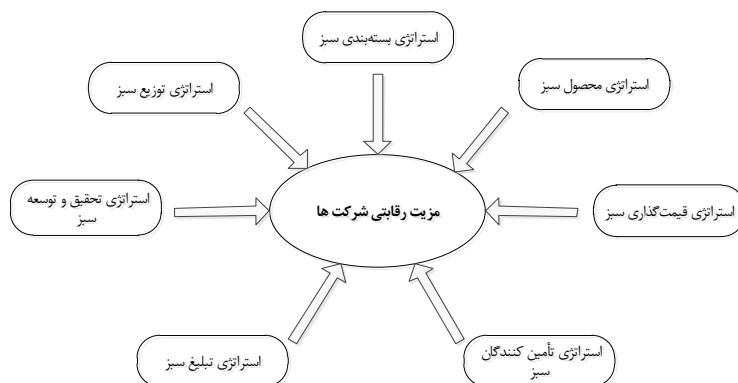 استراتژی بسته‌بندی سبز
استراتژی محصول سبز
استراتژی توزیع سبز
استراتژی قیمت‌گذاری سبز
مزیت رقابتی شرکت ها
استراتژی تحقیق و توسعه
سبز
استراتژی تأمین کنندگان
سبز
استراتژی تبلیغ سبز